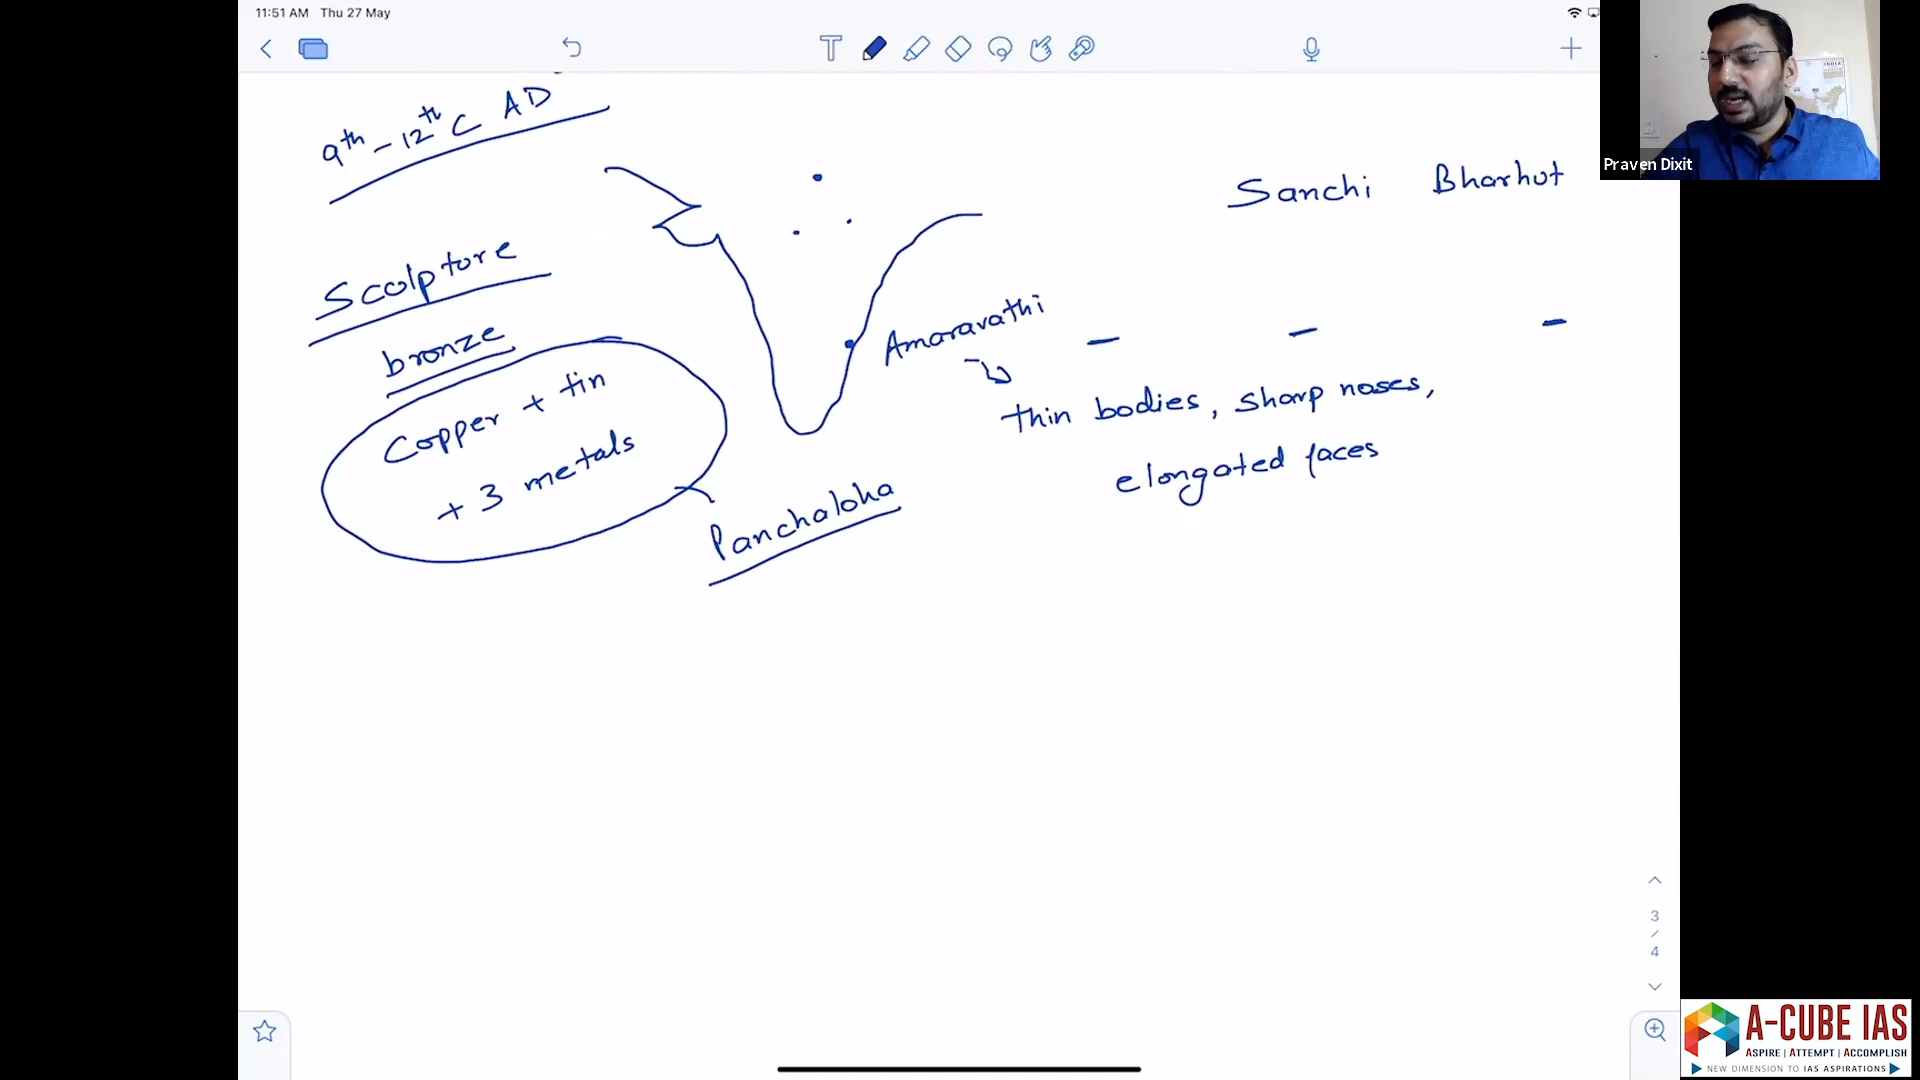 11:51 AM Thu 27 May
9th - 12th C AD
Sanchi Bharhut
Praven Dixit
INDIA
Sculpture
bronze
Copper + tin
+ 3 metals
Panchaloha
Amaravathi
thin bodies, sharp noses,
elongated faces
3
/
4
A-CUBE IAS
ASPIRE | ATTEMPT | ACCOMPLISH
NEW DIMENSION TO IAS ASPIRATIONS